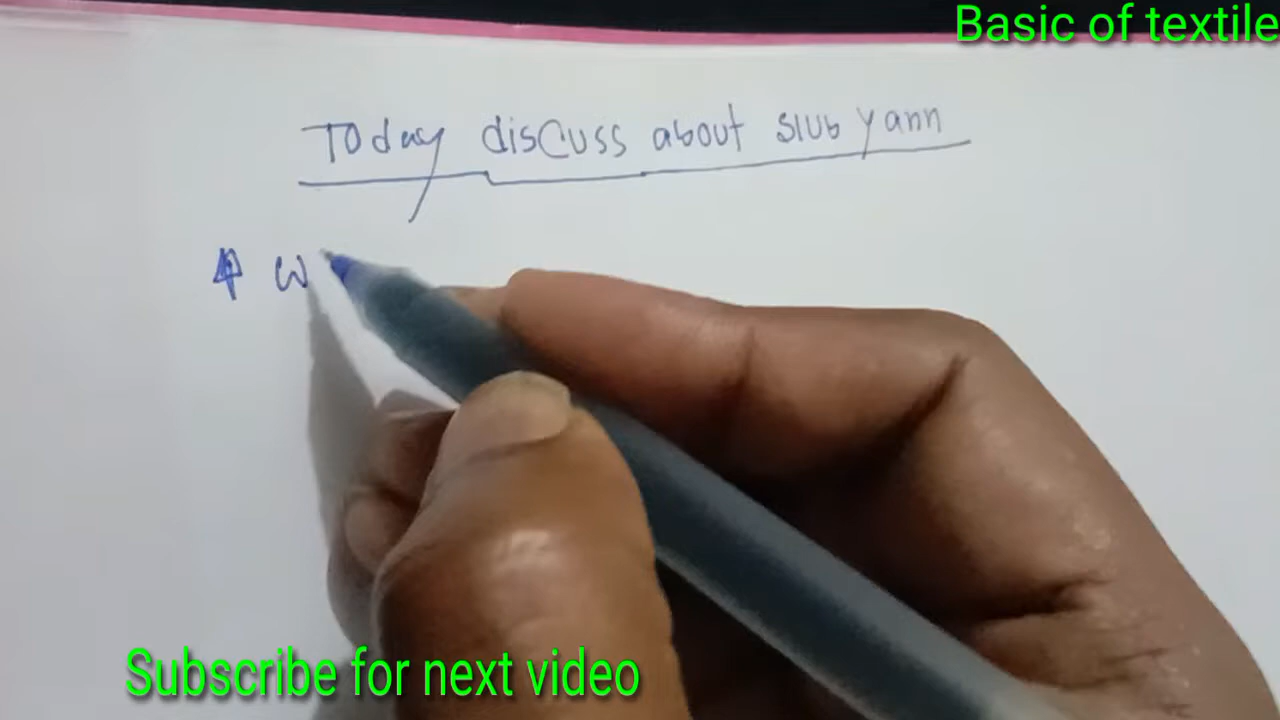 Basic of textile
Today discuss about slub yarn
W
Subscribe for next video